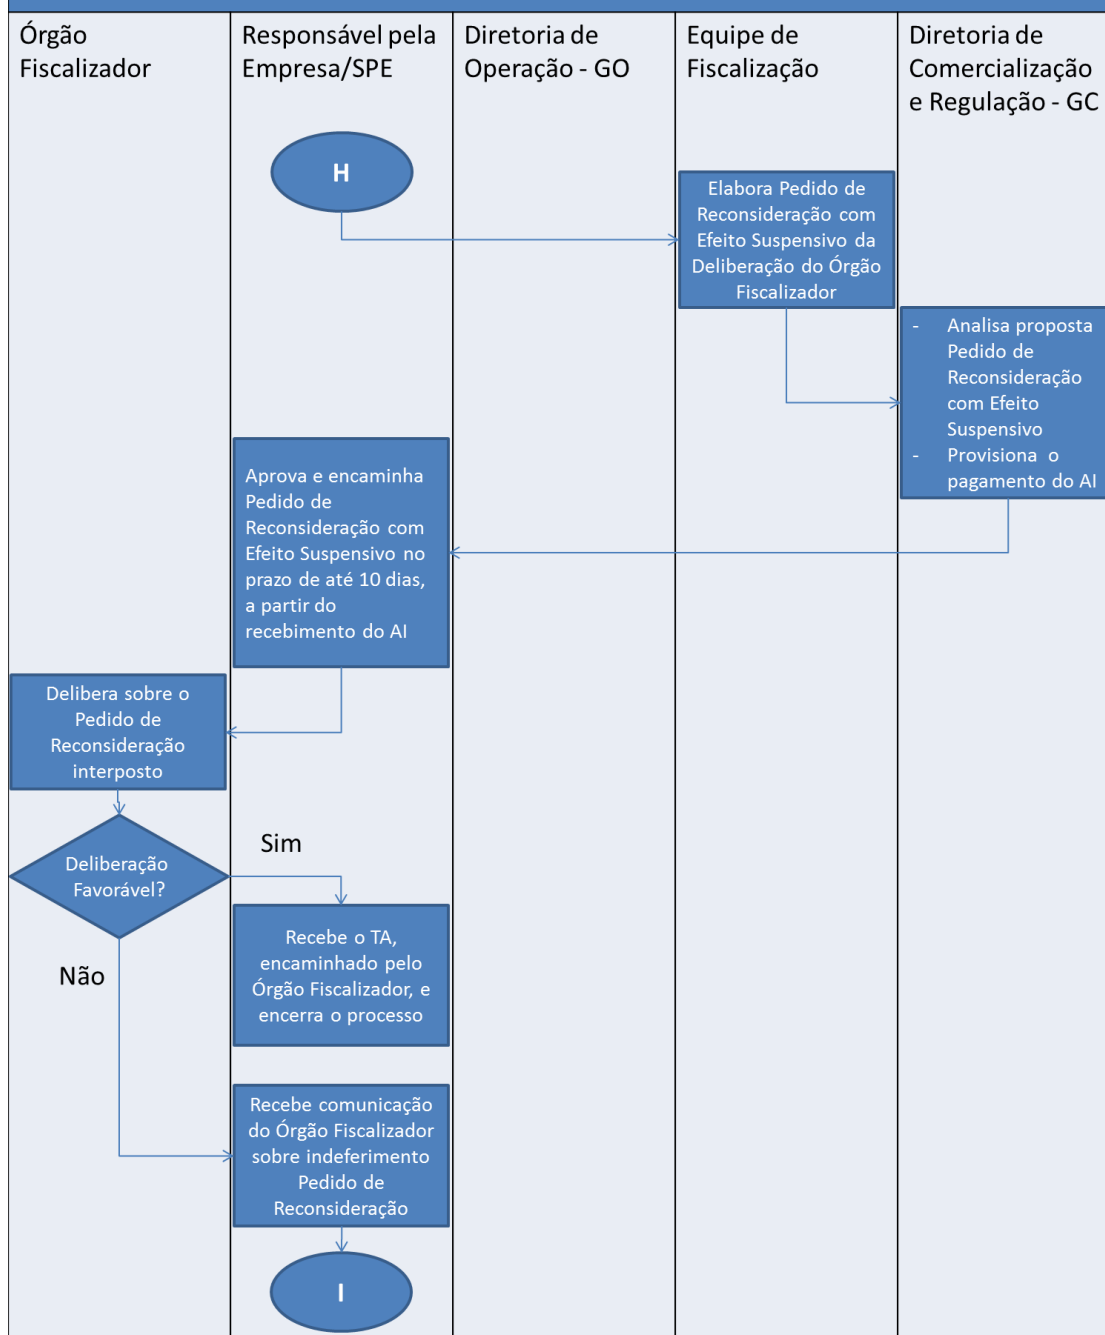 Órgão
Fiscalizador
Responsável pela
Empresa/SPE
Diretoria de
Operação - GO
Equipe de
Fiscalização
Diretoria de
Comercialização
e Regulação - GC
H
Elabora Pedido de
Reconsideração com
Efeito Suspensivo da
Deliberação do Órgão
Fiscalizador
- Analisa proposta
Pedido de
Reconsideração
com Efeito
Suspensivo
- Provisiona o
pagamento do AI
Aprova e encaminha
Pedido de
Reconsideração com
Efeito Suspensivo no
prazo de até 10 dias,
a partir do
recebimento do AI
Delibera sobre o
Pedido de
Reconsideração
interposto
Deliberação
Favorável?
Sim
Recebe o TA,
encaminhado pelo
Órgão Fiscalizador, e
encerra o processo
Não
Recebe comunicação
do Órgão Fiscalizador
sobre indeferimento
Pedido de
Reconsideração
I